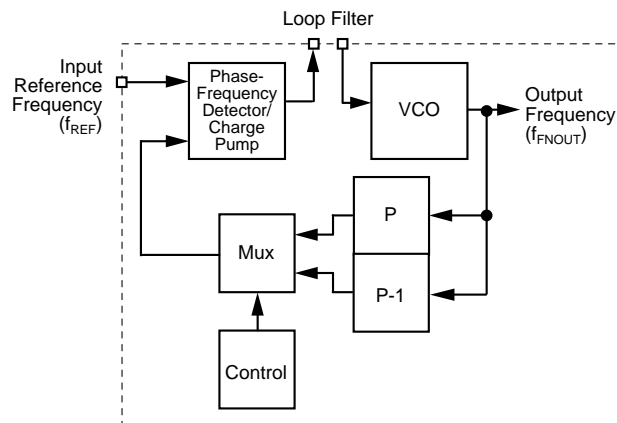 Loop Filter
Input
Reference
Frequency
(fREF)
Phase-
Frequency
Detector/
Charge
Pump
VCO
Output
Frequency
(fFNOUT)
P
Mux
P-1
Control